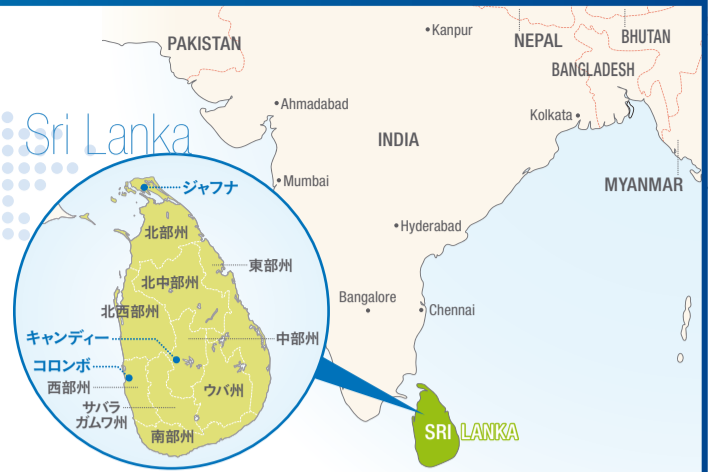 Kanpur
PAKISTAN
NEPAL
BHUTAN
BANGLADESH
Ahmadabad
Kolkata
Sri Lanka
INDIA
Mumbai
MYANMAR
ジャフナ
Hyderabad
北部州
東部州
北中部州
Bangalore
Chennai
北西部州
キャンディー
中部州
コロンボ
西部州
ウバ州
サバラ
ガムワ州
南部州
SRI LANKA